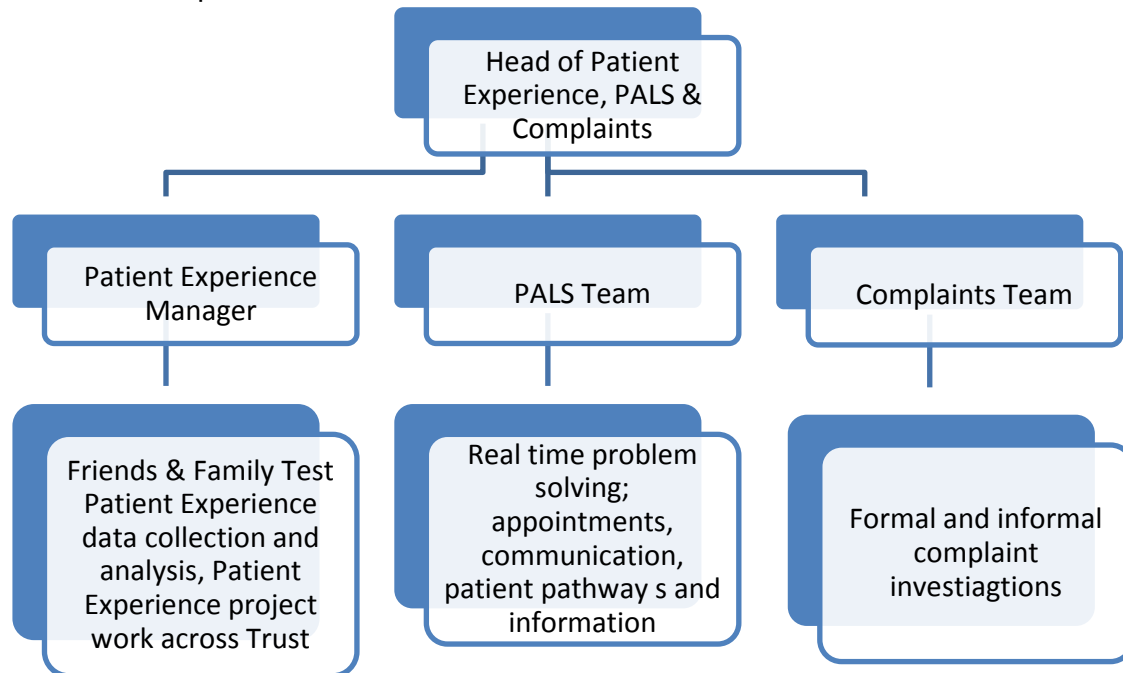 Head of Patient
Experience, PALS &
Complaints
Patient Experience
Manager
PALS Team
Complaints Team
Friends & Family Test
Patient Experience
data collection and
analysis, Patient
Experience project
work across Trust
Real time problem
solving;
appointments,
communication,
patient pathway s and
information
Formal and informal
complaint
investiagtions